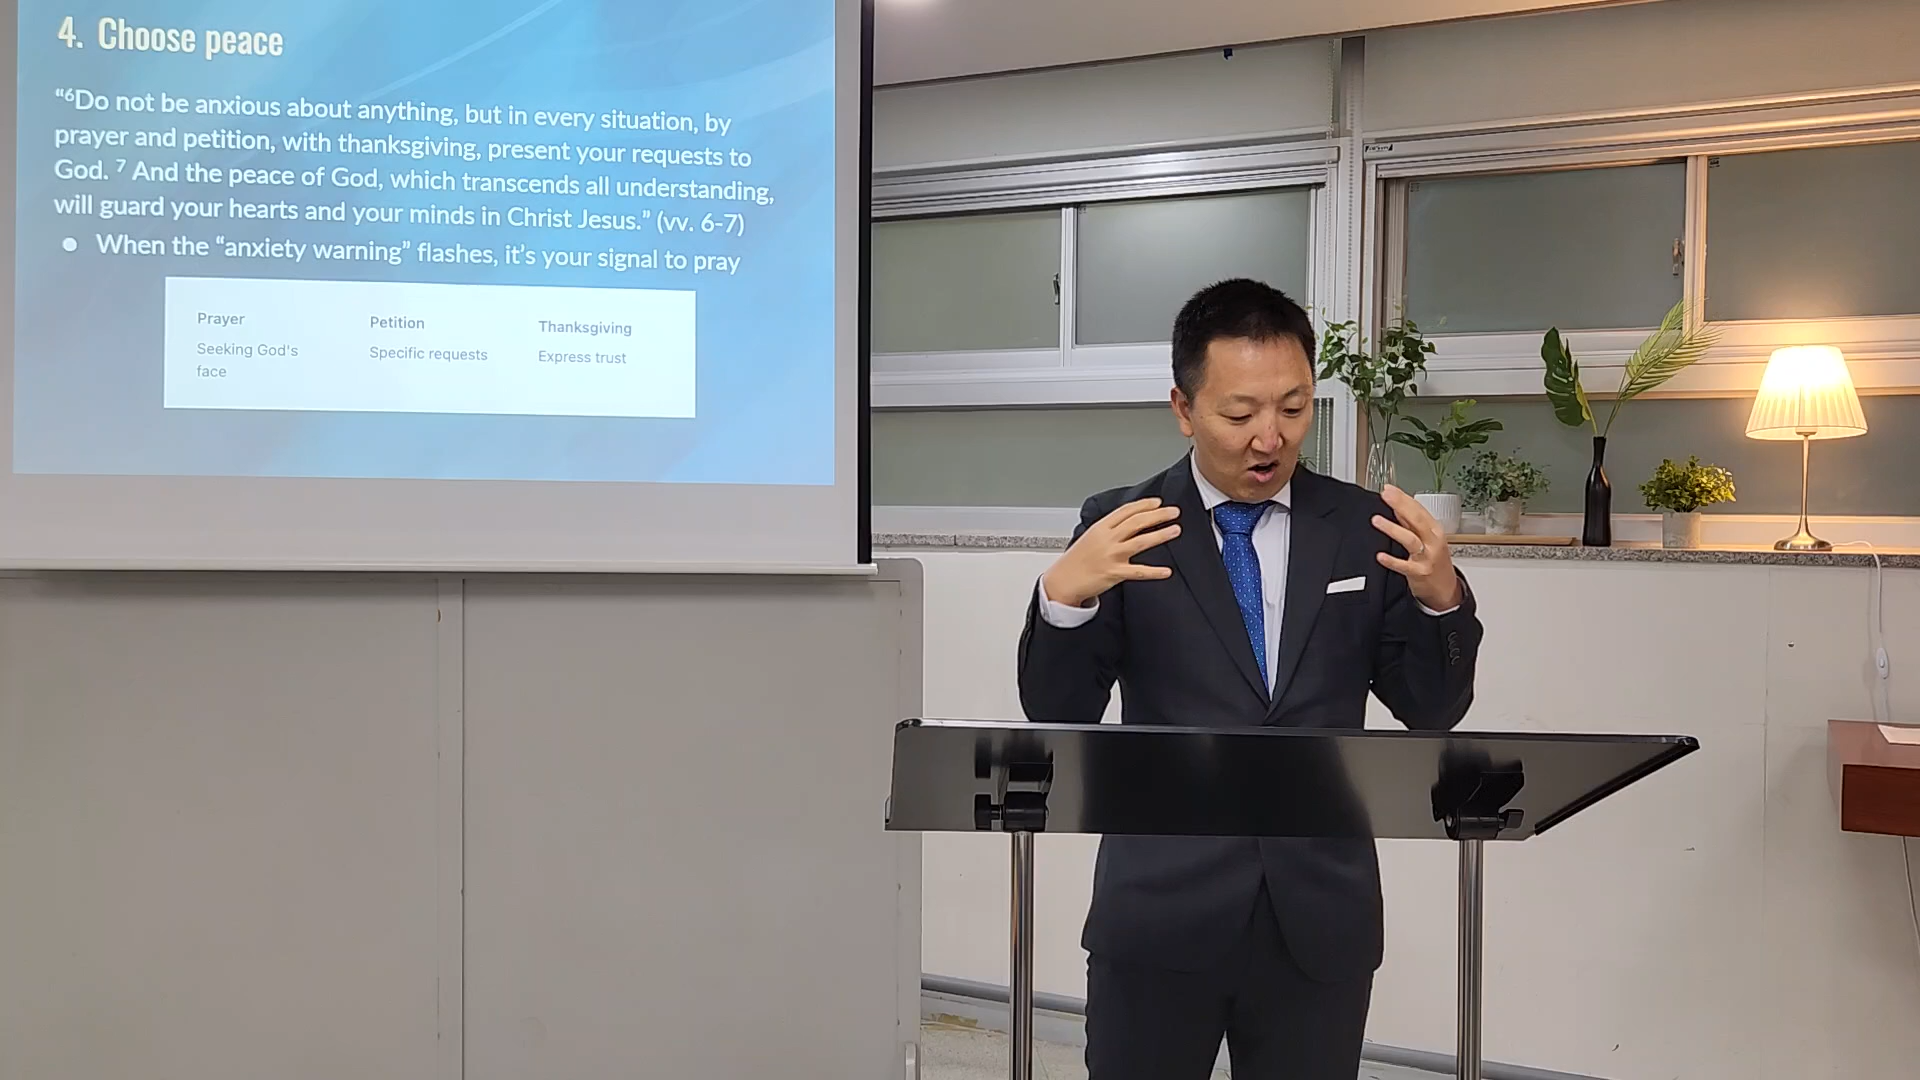 4. Choose peace
“⁶Do not be anxious about anything, but in every situation, by
prayer and petition, with thanksgiving, present your requests to
God. ⁷ And the peace of God, which transcends all understanding,
will guard your hearts and your minds in Christ Jesus.” (vv. 6-7)
● When the “anxiety warning” flashes, it’s your signal to pray
Prayer Petition Thanksgiving
Seeking God's Specific requests Express trust
face